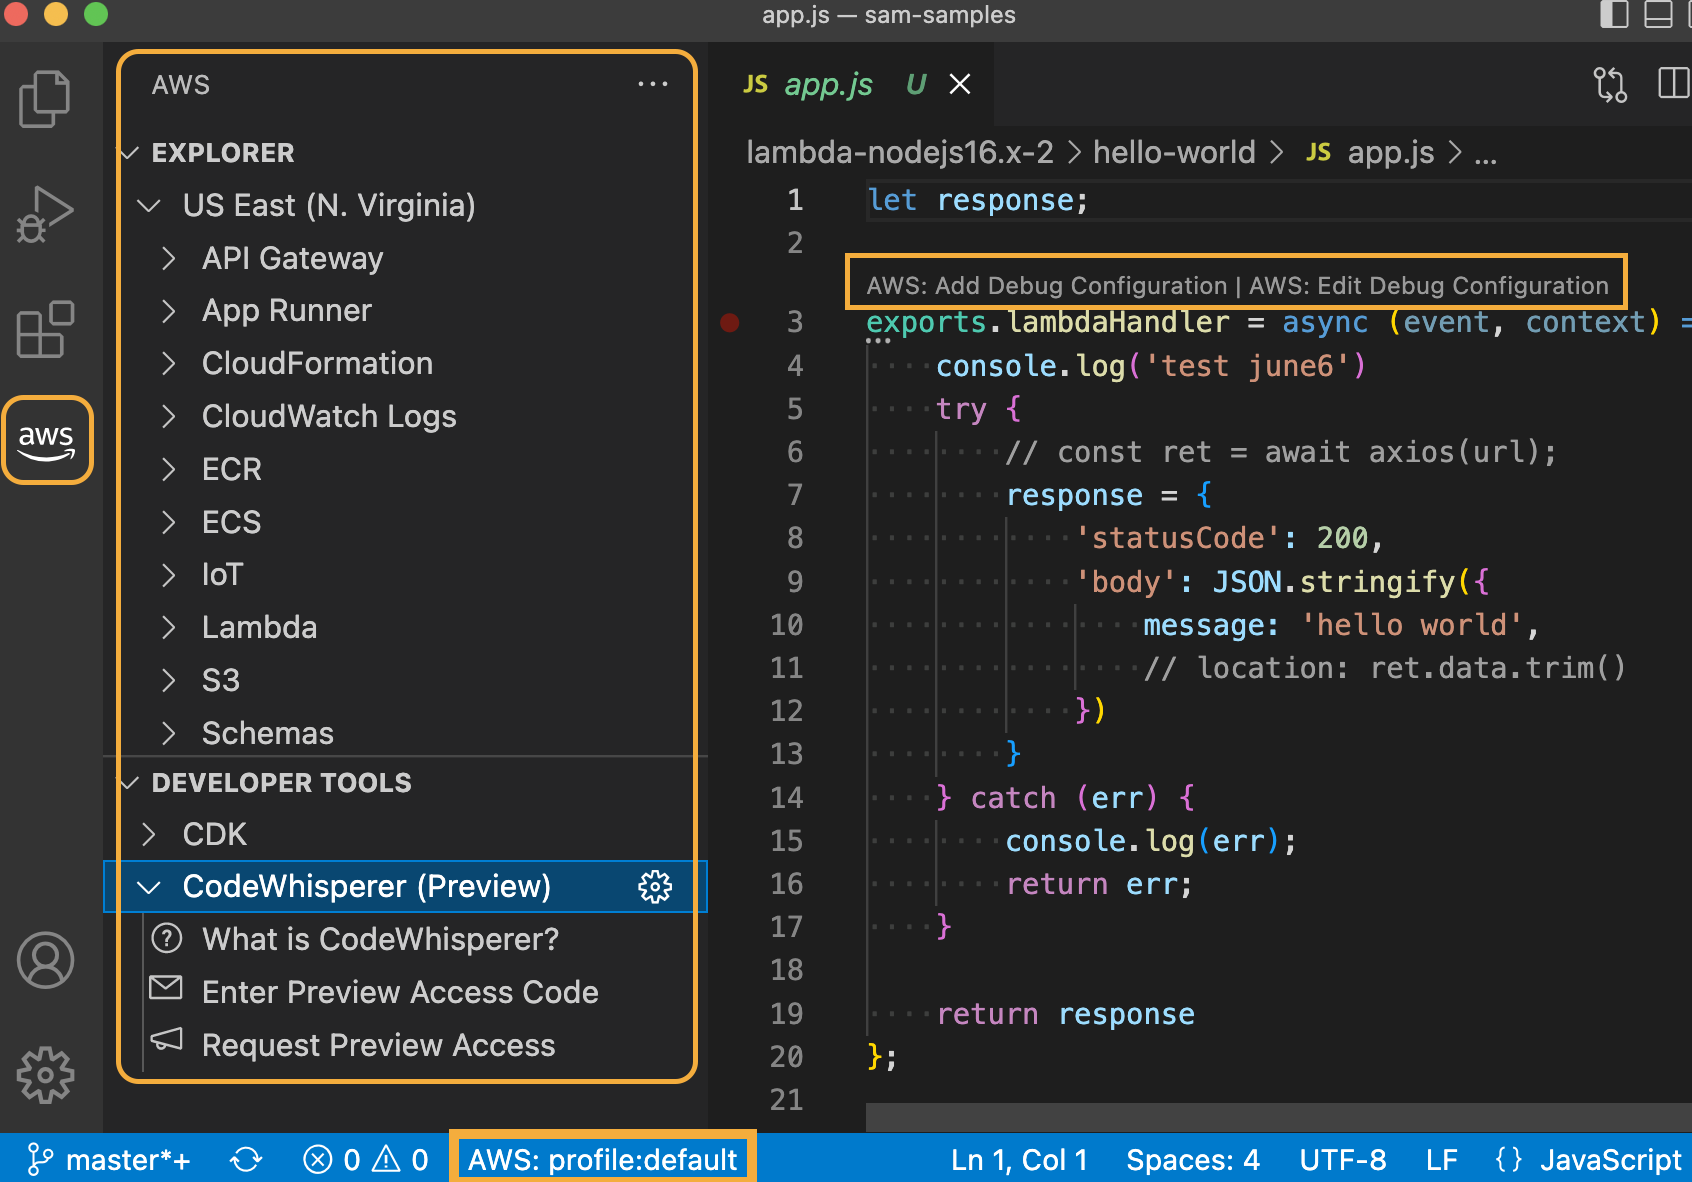 app.js — sam-samples
AWS
EXPLORER
US East (N. Virginia)
API Gateway
App Runner
CloudFormation
CloudWatch Logs
ECR
ECS
IoT
Lambda
S3
Schemas
DEVELOPER TOOLS
CDK
CodeWhisperer (Preview)
What is CodeWhisperer?
Enter Preview Access Code
Request Preview Access
aws
JS app.js U
lambda-nodejs16.x-2 > hello-world > JS app.js > ...
1 let response;
2
AWS: Add Debug Configuration | AWS: Edit Debug Configuration
3 exports.lambdaHandler = async (event, context) =
4 console.log('test june6')
5 try {
6 // const ret = await axios(url);
7 response = {
8 'statusCode': 200,
9 'body': JSON.stringify({
10 message: 'hello world',
11 // location: ret.data.trim()
12 })
13 }
14 } catch (err) {
15 console.log(err);
16 return err;
17 }
18
19 return response
20 };
21
master*+ 0 0 AWS: profile:default Ln 1, Col 1 Spaces: 4 UTF-8 LF {} JavaScript